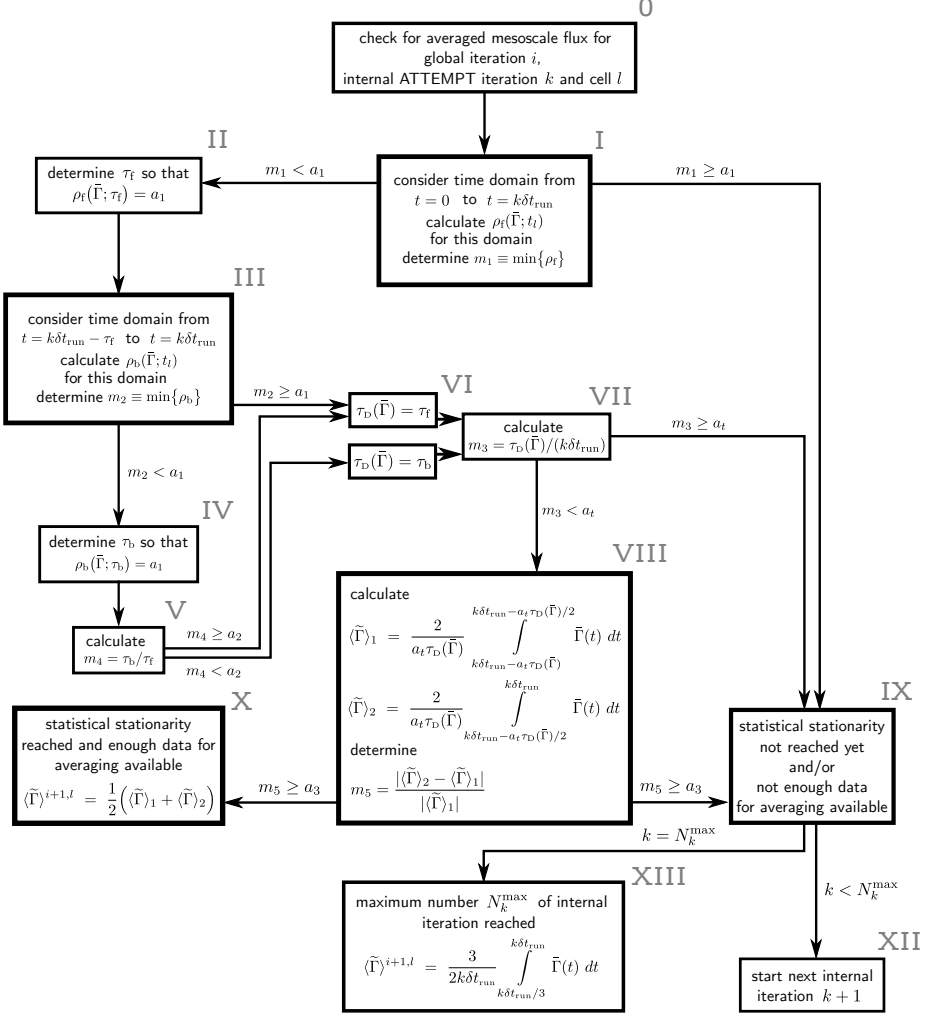 0
check for averaged mesoscale flux for
global iteration i,
internal ATTEMPT iteration k and cell l
I
consider time domain from
t = 0 to t = kδt_run
calculate ρ_f(Γ̄; t_l)
for this domain
determine m_1 ≡ min{ρ_f}
m_1 < a_1
m_1 ≥ a_1
II
determine τ_f so that
ρ_f(Γ̄; τ_f) = a_1
III
consider time domain from
t = kδt_run − τ_f to t = kδt_run
calculate ρ_b(Γ̄; t_l)
for this domain
determine m_2 ≡ min{ρ_b}
m_2 ≥ a_1
m_2 < a_1
IV
determine τ_b so that
ρ_b(Γ̄; τ_b) = a_1
V
calculate
m_4 = τ_b/τ_f
m_4 ≥ a_2
m_4 < a_2
VI
τ_D(Γ̄) = τ_f
τ_D(Γ̄) = τ_b
VII
calculate
m_3 = τ_D(Γ̄)/(kδt_run)
m_3 ≥ a_t
m_3 < a_t
VIII
calculate
⟨Γ̃⟩_1 = 2/(a_t τ_D(Γ̄)) ∫_{kδt_run − a_t τ_D(Γ̄)}^{kδt_run − a_t τ_D(Γ̄)/2} Γ̄(t) dt
⟨Γ̃⟩_2 = 2/(a_t τ_D(Γ̄)) ∫_{kδt_run − a_t τ_D(Γ̄)/2}^{kδt_run} Γ̄(t) dt
determine
m_5 = |⟨Γ̃⟩_2 − ⟨Γ̃⟩_1| / |⟨Γ̃⟩_1|
m_5 ≥ a_3
m_5 ≥ a_3
X
statistical stationarity
reached and enough data for
averaging available
⟨Γ̃⟩^{i+1,l} = 1/2(⟨Γ̃⟩_1 + ⟨Γ̃⟩_2)
IX
statistical stationarity
not reached yet
and/or
not enough data
for averaging available
k = N_k^max
k < N_k^max
XIII
maximum number N_k^max of internal
iteration reached
⟨Γ̃⟩^{i+1,l} = 3/(2kδt_run) ∫_{kδt_run/3}^{kδt_run} Γ̄(t) dt
XII
start next internal
iteration k + 1